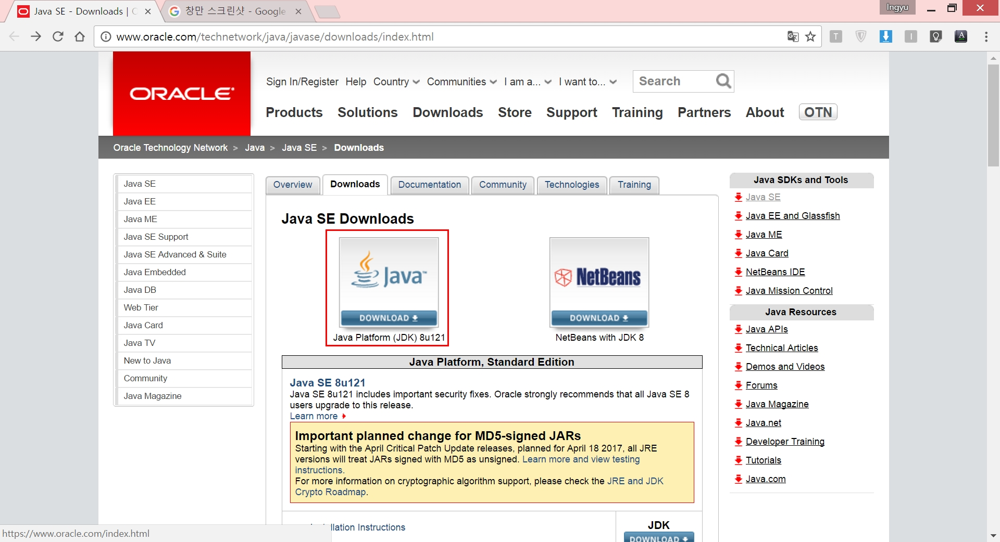 Java SE - Downloads |
창만 스크린샷 - Google
Ingyu
www.oracle.com/technetwork/java/javase/downloads/index.html
ORACLE
Sign In/Register Help Country Communities I am a... I want to... Search
Products Solutions Downloads Store Support Training Partners About OTN
Oracle Technology Network > Java > Java SE > Downloads
Java SE
Java EE
Java ME
Java SE Support
Java SE Advanced & Suite
Java Embedded
Java DB
Web Tier
Java Card
Java TV
New to Java
Community
Java Magazine
Overview Downloads Documentation Community Technologies Training
Java SE Downloads
Java™
DOWNLOAD
Java Platform (JDK) 8u121
NetBeans
DOWNLOAD
NetBeans with JDK 8
Java Platform, Standard Edition
Java SE 8u121
Java SE 8u121 includes important security fixes. Oracle strongly recommends that all Java SE 8
users upgrade to this release.
Learn more
Important planned change for MD5-signed JARs
Starting with the April Critical Patch Update releases, planned for April 18 2017, all JRE
versions will treat JARs signed with MD5 as unsigned. Learn more and view testing
instructions.
For more information on cryptographic algorithm support, please check the JRE and JDK
Crypto Roadmap.
Instructions
JDK
DOWNLOAD
Java SDKs and Tools
Java SE
Java EE and Glassfish
Java ME
Java Card
NetBeans IDE
Java Mission Control
Java Resources
Java APIs
Technical Articles
Demos and Videos
Forums
Java Magazine
Java.net
Developer Training
Tutorials
Java.com
https://www.oracle.com/index.html